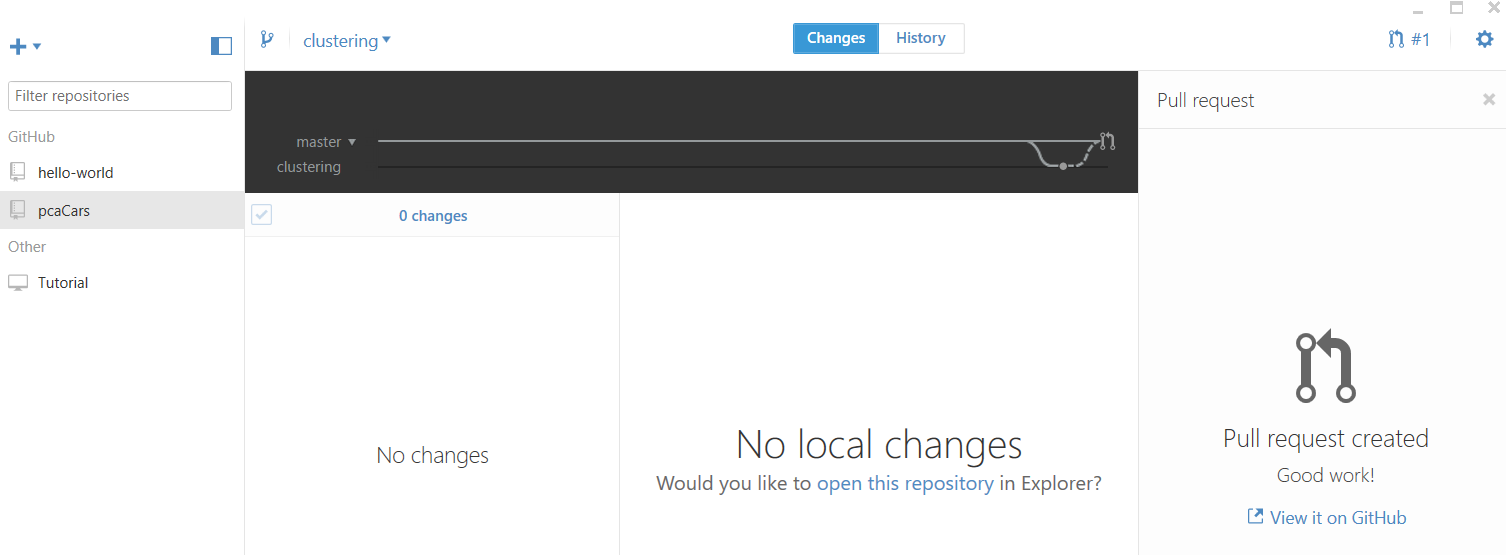 clustering
Changes
History
#1
Filter repositories
GitHub
hello-world
pcaCars
Other
Tutorial
master
clustering
0 changes
No changes
No local changes
Would you like to open this repository in Explorer?
Pull request
Pull request created
Good work!
View it on GitHub